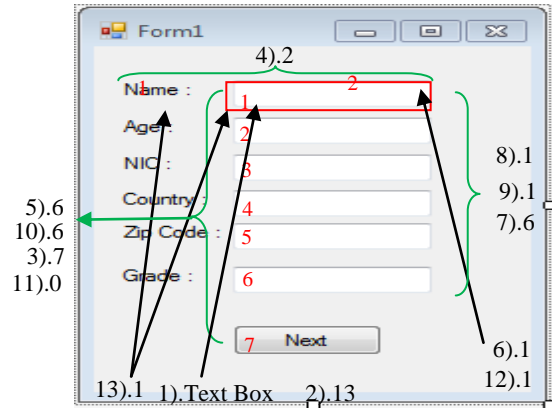 Form1
4).2
1 2
Name : 1
Age : 2
NIC : 3
Country : 4
Zip Code : 5
Grade : 6
7 Next
5).6
10).6
3).7
11).0
8).1
9).1
7).6
6).1
12).1
13).1 1).Text Box 2).13